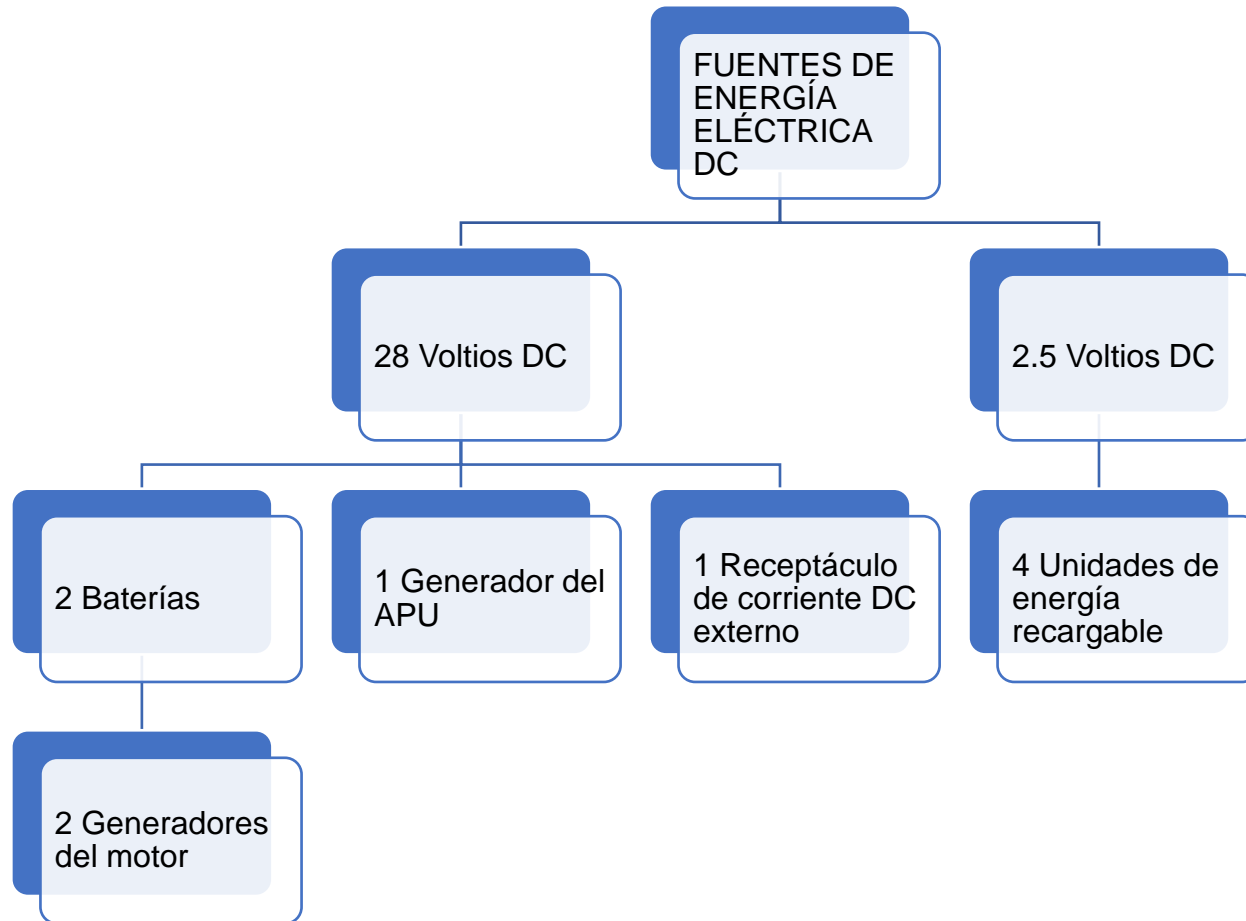 FUENTES DE
ENERGÍA
ELÉCTRICA
DC
28 Voltios DC
2.5 Voltios DC
2 Baterías
1 Generador del
APU
1 Receptáculo
de corriente DC
externo
4 Unidades de
energía
recargable
2 Generadores
del motor